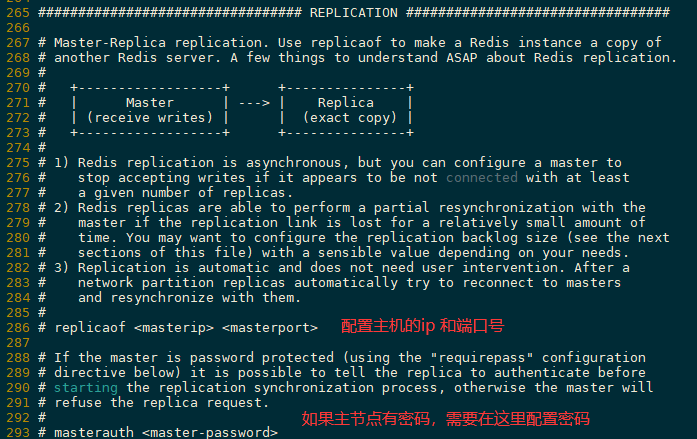 265 ################################# REPLICATION #################################
266
267 # Master-Replica replication. Use replicaof to make a Redis instance a copy of
268 # another Redis server. A few things to understand ASAP about Redis replication.
269 #
270 #   +------------------+      +---------------+
271 #   |      Master      | ---> |    Replica    |
272 #   | (receive writes) |      |  (exact copy) |
273 #   +------------------+      +---------------+
274 #
275 # 1) Redis replication is asynchronous, but you can configure a master to
276 #    stop accepting writes if it appears to be not connected with at least
277 #    a given number of replicas.
278 # 2) Redis replicas are able to perform a partial resynchronization with the
279 #    master if the replication link is lost for a relatively small amount of
280 #    time. You may want to configure the replication backlog size (see the next
281 #    sections of this file) with a sensible value depending on your needs.
282 # 3) Replication is automatic and does not need user intervention. After a
283 #    network partition replicas automatically try to reconnect to masters
284 #    and resynchronize with them.
285 #
286 # replicaof <masterip> <masterport> 配置主机的ip 和端口号
287
288 # If the master is password protected (using the "requirepass" configuration
289 # directive below) it is possible to tell the replica to authenticate before
290 # starting the replication synchronization process, otherwise the master will
291 # refuse the replica request.
292 # 如果主节点有密码，需要在这里配置密码
293 # masterauth <master-password>